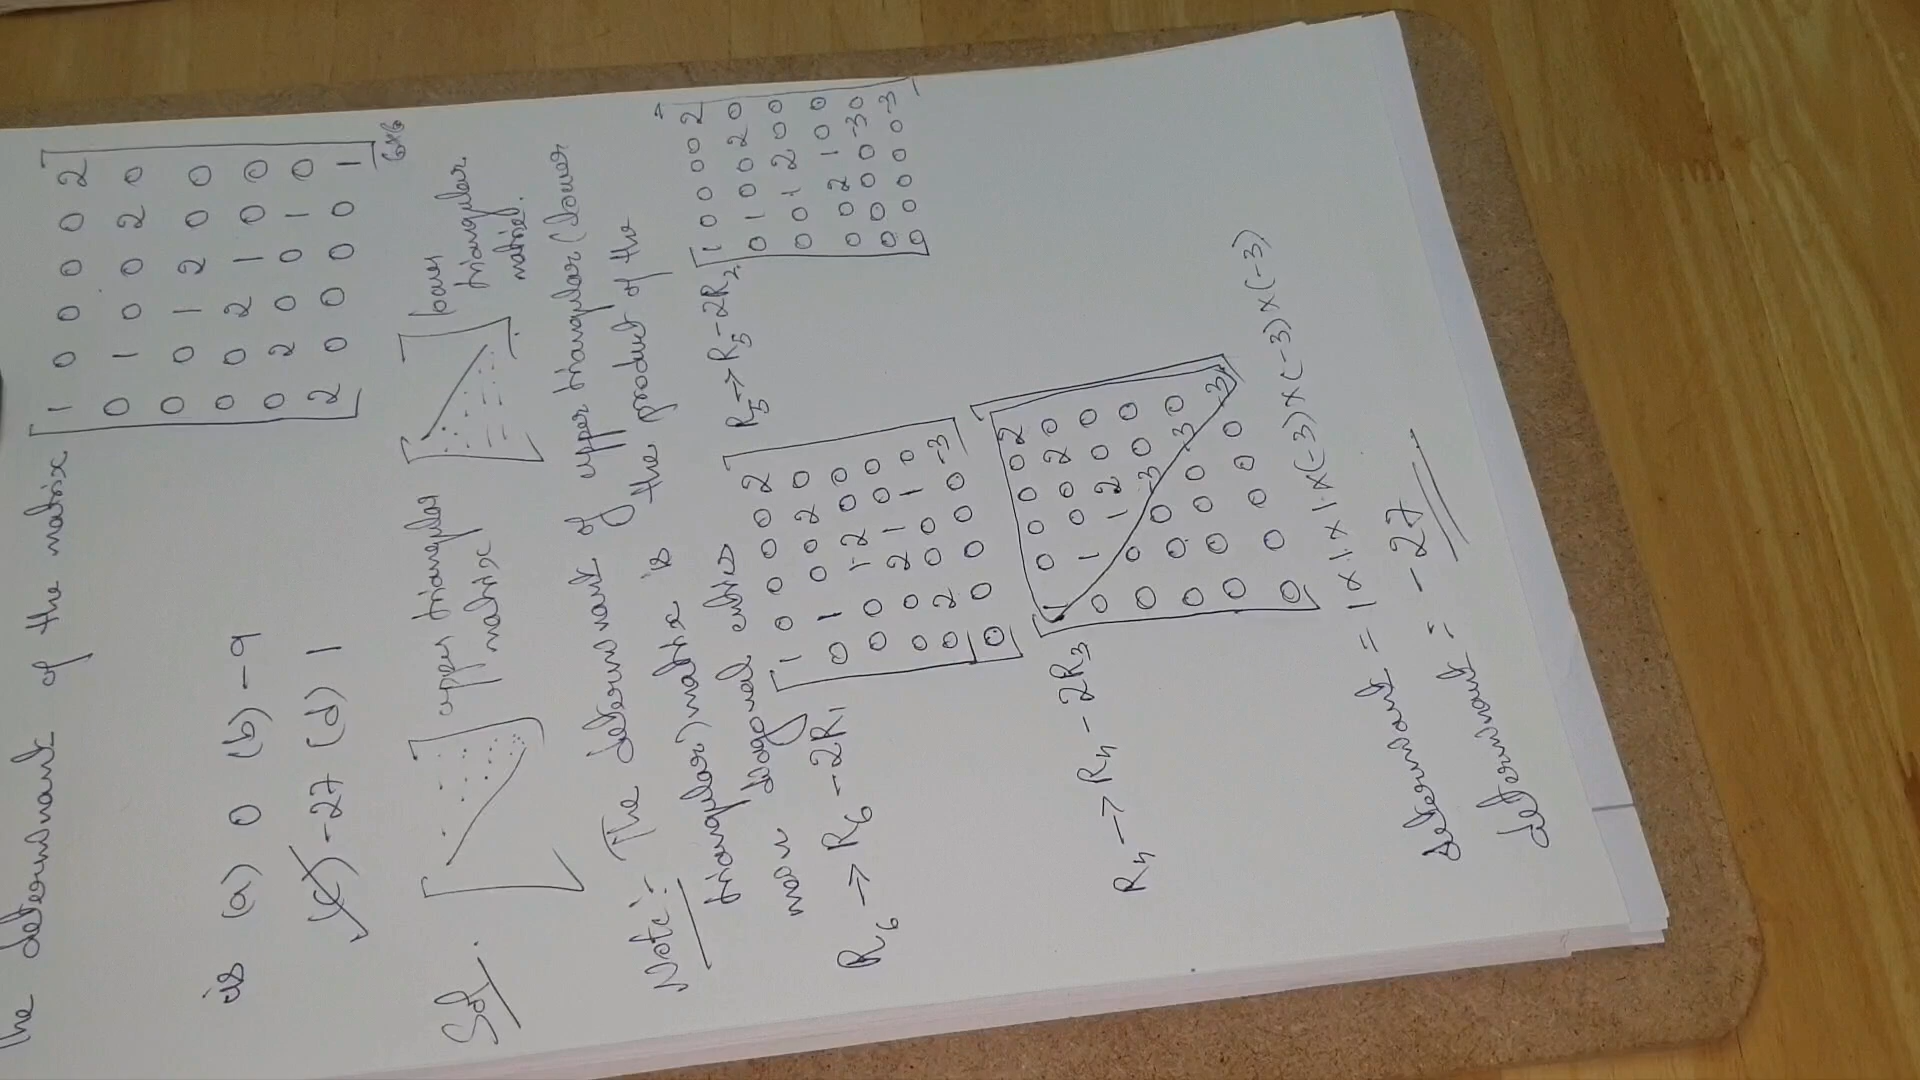 The determinant of the matrix
1 0 0 0 0 2
0 1 0 0 2 0
0 0 1 2 0 0
0 0 2 1 0 0
0 2 0 0 1 0
2 0 0 0 0 1
6x6
is (a) 0 (b) -9
(c) -27 (d) 1
Sol.
upper triangular matrix
lower triangular matrix.
Note:- The determinant of upper triangular (lower
triangular) matrix is the product of the
main diagonal entries
R6 → R6 - 2R1
1 0 0 0 0 2
0 1 0 0 2 0
0 0 1 2 0 0
0 0 2 1 0 0
0 2 0 0 1 0
0 0 0 0 0 -3
R5 → R5 - 2R2
1 0 0 0 0 2
0 1 0 0 2 0
0 0 1 2 0 0
0 0 2 1 0 0
0 0 0 0 -3 0
0 0 0 0 0 -3
R4 → R4 - 2R3
1 0 0 0 0 2
0 1 0 0 2 0
0 0 1 2 0 0
0 0 0 -3 0 0
0 0 0 0 -3 0
0 0 0 0 0 -3
determinant = 1 x 1 x 1 x (-3) x (-3) x (-3)
determinant = -27